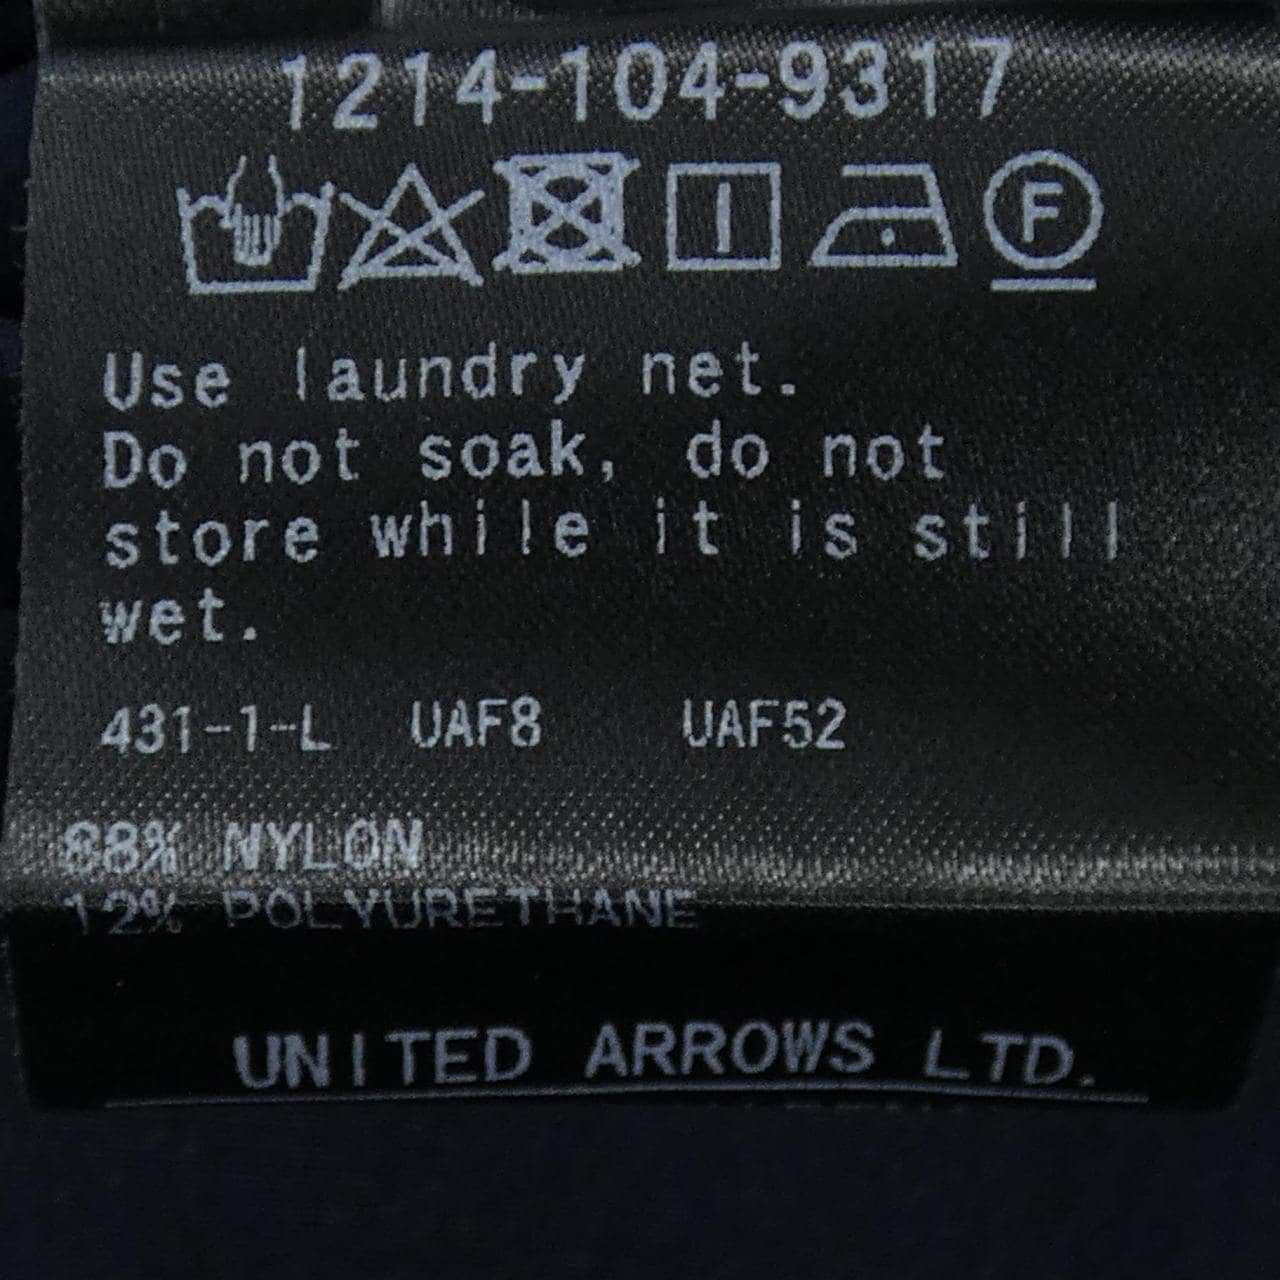 1214-104-9317
F
Use laundry net.
Do not soak, do not
store while it is still
wet.
431-1-L UAF8 UAF52
88% NYLON
12% POLYURETHANE
UNITED ARROWS LTD.